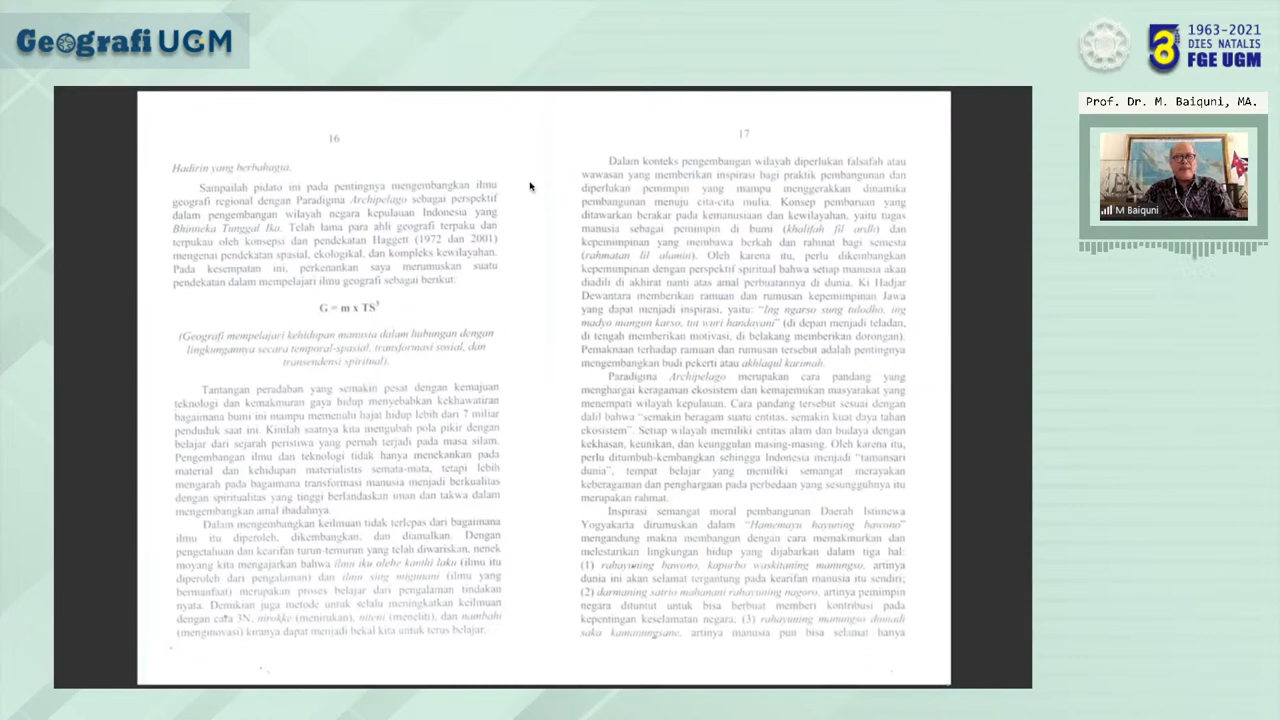 Geografi UGM
1963-2021
DIES NATALIS
FGE UGM
Prof. Dr. M. Baiquni, MA.
M Baiquni
16
Hadirin yang berbahagia,
Sampailah pidato ini pada pentingnya mengembangkan ilmu
geografi regional dengan Paradigma Archipelago sebagai perspektif
dalam pengembangan wilayah negara kepulauan Indonesia yang
Bhinneka Tunggal Ika. Telah lama para ahli geografi terpaku dan
terpukau oleh konsepsi dan pendekatan Haggett (1972 dan 2001)
mengenai pendekatan spasial, ekologikal, dan kompleks kewilayahan.
Pada kesempatan ini, perkenankan saya merumuskan suatu
pendekatan dalam mempelajari ilmu geografi sebagai berikut:
G = m x TS³
(Geografi mempelajari kehidupan manusia dalam hubungan dengan
lingkungannya secara temporal-spasial, transformasi sosial, dan
transendensi spiritual).
Tantangan peradaban yang semakin pesat dengan kemajuan
teknologi dan kemakmuran gaya hidup menyebabkan kekhawatiran
bagaimana bumi ini mampu memenuhi hajat hidup lebih dari 7 miliar
penduduk saat ini. Kinilah saatnya kita mengubah pola pikir dengan
belajar dari sejarah peristiwa yang pernah terjadi pada masa silam.
Pengembangan ilmu dan teknologi tidak hanya menekankan pada
material dan kehidupan materialistis semata-mata, tetapi lebih
mengarah pada bagaimana transformasi manusia menjadi berkualitas
dengan spiritualitas yang tinggi berlandaskan iman dan takwa dalam
mengembangkan amal ibadahnya.
Dalam mengembangkan keilmuan tidak terlepas dari bagaimana
ilmu itu diperoleh, dikembangkan, dan diamalkan. Dengan
pengetahuan dan kearifan turun-temurun yang telah diwariskan, nenek
moyang kita mengajarkan bahwa ilmu iku olehe kanthi laku (ilmu itu
diperoleh dari pengalaman) dan ilmu sing migunani (ilmu yang
bermanfaat) merupakan proses belajar dari pengalaman tindakan
nyata. Demikian juga metode untuk selalu meningkatkan keilmuan
dengan cara 3N, nirokke (menirukan), niteni (meneliti), dan nambahi
(menginovasi) kiranya dapat menjadi bekal kita untuk terus belajar.
17
Dalam konteks pengembangan wilayah diperlukan falsafah atau
wawasan yang memberikan inspirasi bagi praktik pembangunan dan
diperlukan pemimpin yang mampu menggerakkan dinamika
pembangunan menuju cita-cita mulia. Konsep pembaruan yang
ditawarkan berakar pada kemanusiaan dan kewilayahan, yaitu tugas
manusia sebagai pemimpin di bumi (khalifah fil ardh) dan
kepemimpinan yang membawa berkah dan rahmat bagi semesta
(rahmatan lil alamin). Oleh karena itu, perlu dikembangkan
kepemimpinan dengan perspektif spiritual bahwa setiap manusia akan
diadili di akhirat nanti atas amal perbuatannya di dunia. Ki Hadjar
Dewantara memberikan ramuan dan rumusan kepemimpinan Jawa
yang dapat menjadi inspirasi, yaitu: “Ing ngarso sung tulodho, ing
madyo mangun karso, tut wuri handayani” (di depan menjadi teladan,
di tengah memberikan motivasi, di belakang memberikan dorongan).
Pemaknaan terhadap ramuan dan rumusan tersebut adalah pentingnya
mengembangkan budi pekerti atau akhlaqul karimah.
Paradigma Archipelago merupakan cara pandang yang
menghargai keragaman ekosistem dan kemajemukan masyarakat yang
menempati wilayah kepulauan. Cara pandang tersebut sesuai dengan
dalil bahwa “semakin beragam suatu entitas, semakin kuat daya tahan
ekosistem”. Setiap wilayah memiliki entitas alam dan budaya dengan
kekhasan, keunikan, dan keunggulan masing-masing. Oleh karena itu,
perlu ditumbuh-kembangkan sehingga Indonesia menjadi “tamansari
dunia”, tempat belajar yang memiliki semangat merayakan
keberagaman dan penghargaan pada perbedaan yang sesungguhnya itu
merupakan rahmat.
Inspirasi semangat moral pembangunan Daerah Istimewa
Yogyakarta dirumuskan dalam “Hamemayu hayuning bawono”
mengandung makna membangun dengan cara memakmurkan dan
melestarikan lingkungan hidup yang dijabarkan dalam tiga hal:
(1) rahayuning bawono, kapurbo waskitaning manungso, artinya
dunia ini akan selamat tergantung pada kearifan manusia itu sendiri;
(2) darmaning satrio mahanani rahayuning nagoro, artinya pemimpin
negara dituntut untuk bisa berbuat memberi kontribusi pada
kepentingan keselamatan negara; (3) rahayuning manungso dumadi
saka kamanungsane, artinya manusia pun bisa selamat hanya